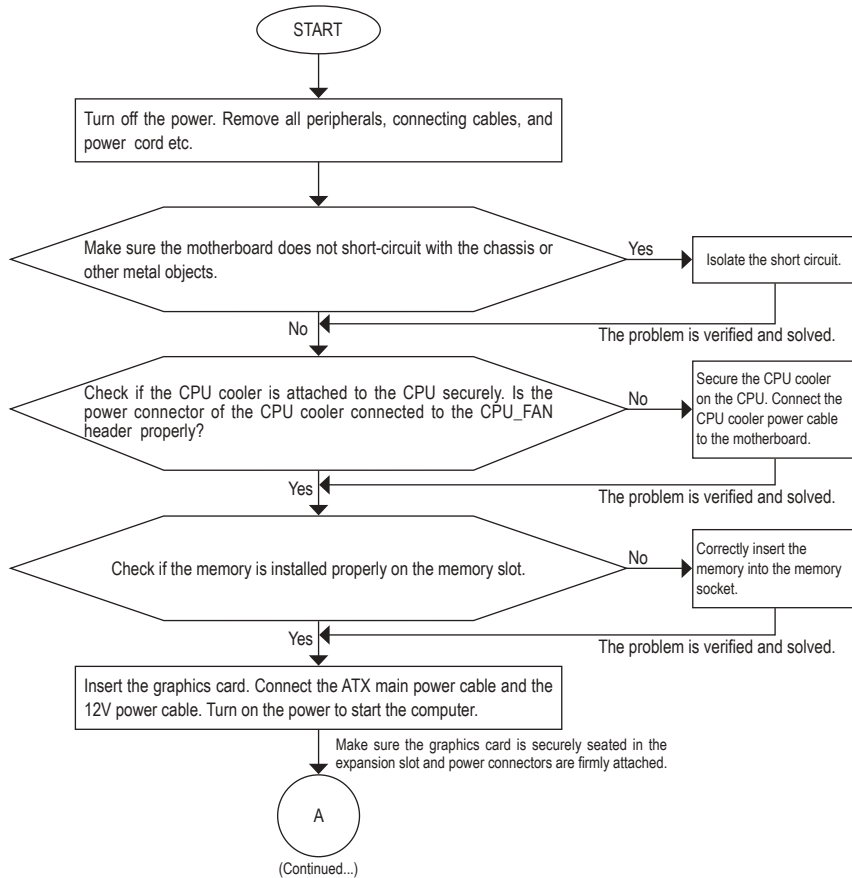 START
Turn off the power. Remove all peripherals, connecting cables, and
power cord etc.
Make sure the motherboard does not short-circuit with the chassis or
other metal objects.
Yes
Isolate the short circuit.
No
The problem is verified and solved.
Check if the CPU cooler is attached to the CPU securely. Is the
power connector of the CPU cooler connected to the CPU_FAN
header properly?
No
Secure the CPU cooler
on the CPU. Connect the
CPU cooler power cable
to the motherboard.
Yes
The problem is verified and solved.
Check if the memory is installed properly on the memory slot.
No
Correctly insert the
memory into the memory
socket.
Yes
The problem is verified and solved.
Insert the graphics card. Connect the ATX main power cable and the
12V power cable. Turn on the power to start the computer.
Make sure the graphics card is securely seated in the
expansion slot and power connectors are firmly attached.
A
(Continued...)